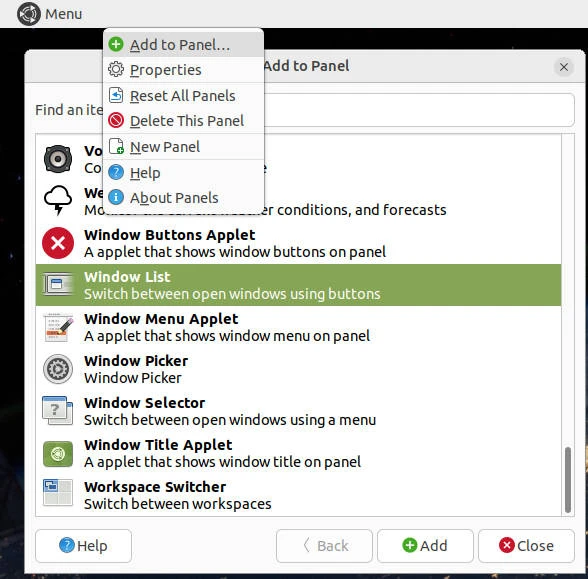 Menu
Add to Panel...
Properties
Reset All Panels
Delete This Panel
New Panel
Help
About Panels
Add to Panel
Find an ite
Vo
Co
e
We
Monitor the current weather conditions, and forecasts
Window Buttons Applet
A applet that shows window buttons on panel
Window List
Switch between open windows using buttons
Window Menu Applet
A applet that shows window menu on panel
Window Picker
Window Picker
Window Selector
Switch between open windows using a menu
Window Title Applet
A applet that shows window title on panel
Workspace Switcher
Switch between workspaces
Help
Back
Add
Close